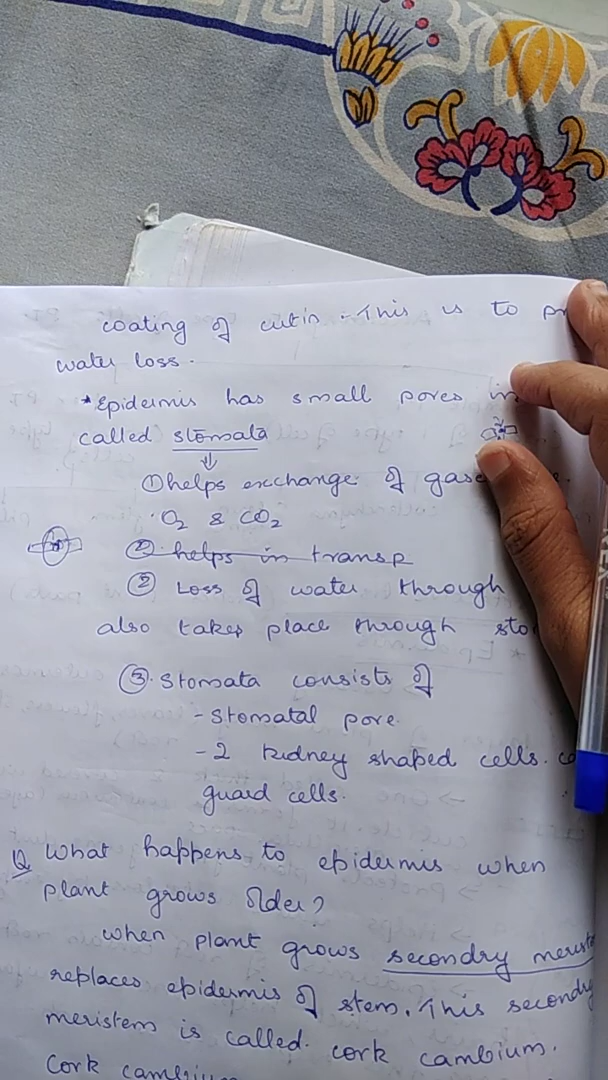 coating of cutin. This is to
water loss.
*Epidermis has small pores in
called stomata
① helps exchange of
O₂ & CO₂
② helps in transp
② Loss of water through
also takes place through
③ Stomata consists of
- Stomatal pore.
- 2 kidney shaped cells.
guard cells.
Q What happens to epidermis when
plant grows older?
When plant grows secondry
replaces epidermis of stem. This secondry
meristem is called cork cambium.
Cork